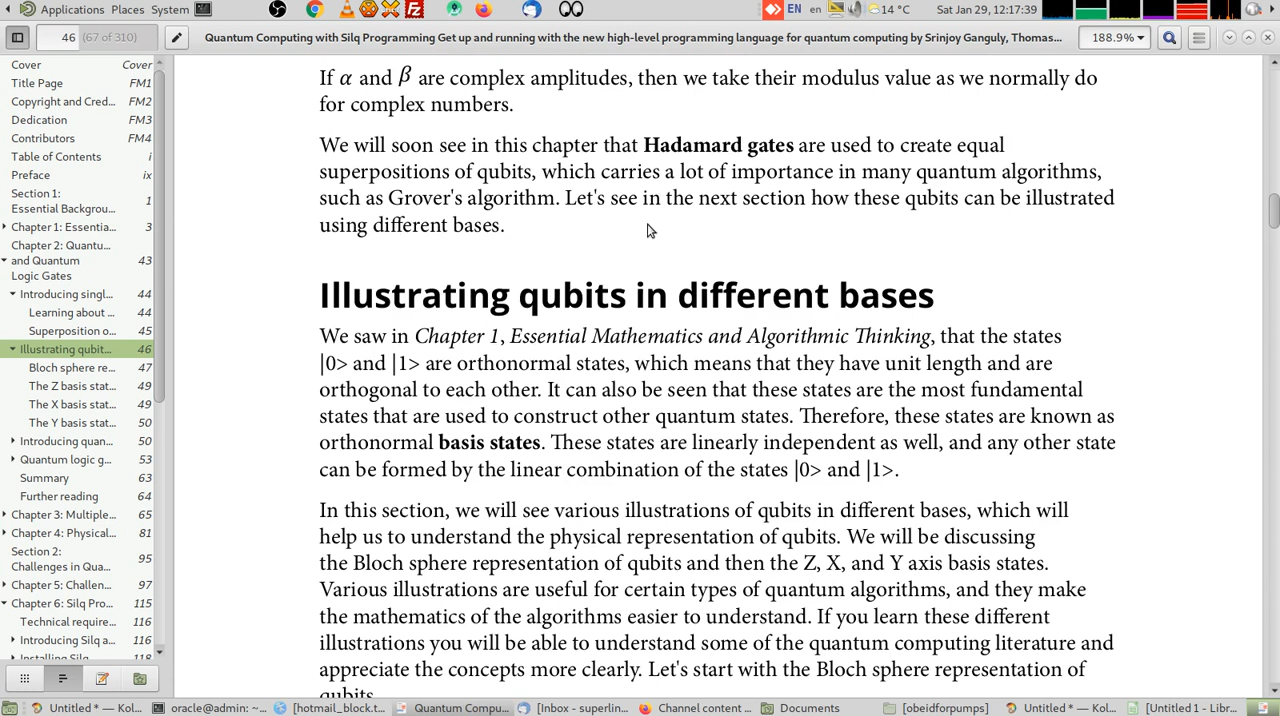 Applications Places System
EN en 14 °C Sat Jan 29, 12:17:39
46 (67 of 310)
Quantum Computing with Silq Programming Get up and running with the new high-level programming language for quantum computing by Srinjoy Ganguly, Thomas...
188.9%
Cover Cover
Title Page FM1
Copyright and Cred... FM2
Dedication FM3
Contributors FM4
Table of Contents i
Preface ix
Section 1:
Essential Backgrou... 1
Chapter 1: Essentia... 3
Chapter 2: Quantu... 43
and Quantum
Logic Gates
Introducing singl... 44
Learning about ... 44
Superposition o... 45
Illustrating qubit... 46
Bloch sphere re... 47
The Z basis stat... 49
The X basis stat... 49
The Y basis stat... 50
Introducing quan... 50
Quantum logic g... 53
Summary 63
Further reading 64
Chapter 3: Multiple... 65
Chapter 4: Physical... 81
Section 2:
Challenges in Qua... 95
Chapter 5: Challen... 97
Chapter 6: Silq Pro... 115
Technical require... 116
Introducing Silq a... 116
Installing Silq 118
If α and β are complex amplitudes, then we take their modulus value as we normally do
for complex numbers.
We will soon see in this chapter that Hadamard gates are used to create equal
superpositions of qubits, which carries a lot of importance in many quantum algorithms,
such as Grover's algorithm. Let's see in the next section how these qubits can be illustrated
using different bases.
Illustrating qubits in different bases
We saw in Chapter 1, Essential Mathematics and Algorithmic Thinking, that the states
|0> and |1> are orthonormal states, which means that they have unit length and are
orthogonal to each other. It can also be seen that these states are the most fundamental
states that are used to construct other quantum states. Therefore, these states are known as
orthonormal basis states. These states are linearly independent as well, and any other state
can be formed by the linear combination of the states |0> and |1>.
In this section, we will see various illustrations of qubits in different bases, which will
help us to understand the physical representation of qubits. We will be discussing
the Bloch sphere representation of qubits and then the Z, X, and Y axis basis states.
Various illustrations are useful for certain types of quantum algorithms, and they make
the mathematics of the algorithms easier to understand. If you learn these different
illustrations you will be able to understand some of the quantum computing literature and
appreciate the concepts more clearly. Let's start with the Bloch sphere representation of
qubits.
Untitled * — Kol... oracle@admin: ~... [hotmail_block.t... Quantum Compu... [Inbox - superlin... Channel content ... Documents [obeidforpumps] Untitled * — Kol... [Untitled 1 - Libr...